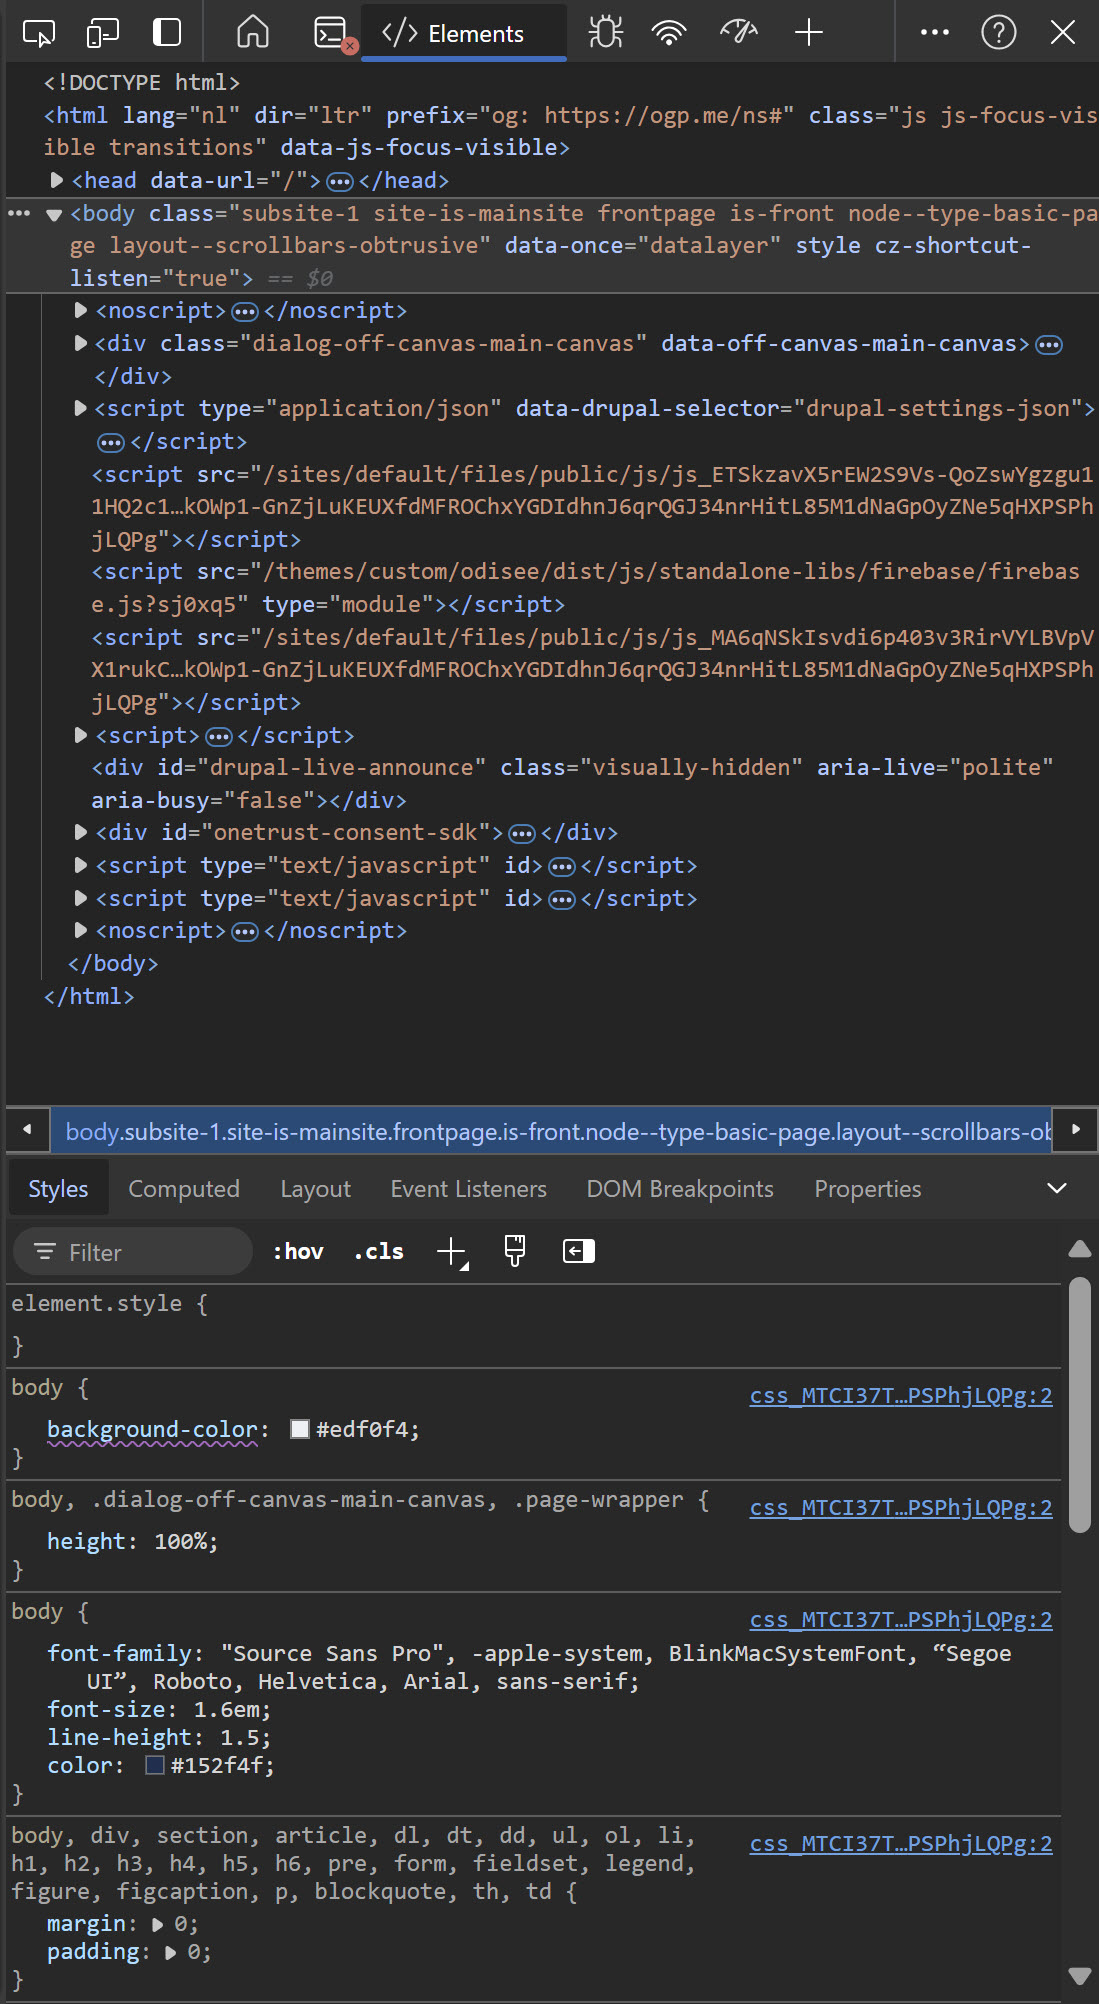 Elements
<!DOCTYPE html>
<html lang="nl" dir="ltr" prefix="og: https://ogp.me/ns#" class="js js-focus-vis
ible transitions" data-js-focus-visible>
<head data-url="/">…</head>
<body class="subsite-1 site-is-mainsite frontpage is-front node--type-basic-pa
ge layout--scrollbars-obtrusive" data-once="datalayer" style cz-shortcut-
listen="true"> == $0
<noscript>…</noscript>
<div class="dialog-off-canvas-main-canvas" data-off-canvas-main-canvas>…
</div>
<script type="application/json" data-drupal-selector="drupal-settings-json">
…</script>
<script src="/sites/default/files/public/js/js_ETSkzavX5rEW2S9Vs-QoZswYgzgu1
1HQ2c1…kOWp1-GnZjLuKEUXfdMFROChxYGDIdhnJ6qrQGJ34nrHitL85M1dNaGpOyZNe5qHXPSPh
jLQPg"></script>
<script src="/themes/custom/odisee/dist/js/standalone-libs/firebase/firebas
e.js?sj0xq5" type="module"></script>
<script src="/sites/default/files/public/js/js_MA6qNSkIsvdi6p403v3RirVYLBVpV
X1rukC…kOWp1-GnZjLuKEUXfdMFROChxYGDIdhnJ6qrQGJ34nrHitL85M1dNaGpOyZNe5qHXPSPh
jLQPg"></script>
<script>…</script>
<div id="drupal-live-announce" class="visually-hidden" aria-live="polite"
aria-busy="false"></div>
<div id="onetrust-consent-sdk">…</div>
<script type="text/javascript" id>…</script>
<script type="text/javascript" id>…</script>
<noscript>…</noscript>
</body>
</html>
body.subsite-1.site-is-mainsite.frontpage.is-front.node--type-basic-page.layout--scrollbars-ob
Styles Computed Layout Event Listeners DOM Breakpoints Properties
Filter :hov .cls
element.style {
}
body { css_MTCI37T…PSPhjLQPg:2
background-color: #edf0f4;
}
body, .dialog-off-canvas-main-canvas, .page-wrapper { css_MTCI37T…PSPhjLQPg:2
height: 100%;
}
body { css_MTCI37T…PSPhjLQPg:2
font-family: "Source Sans Pro", -apple-system, BlinkMacSystemFont, “Segoe
UI”, Roboto, Helvetica, Arial, sans-serif;
font-size: 1.6em;
line-height: 1.5;
color: #152f4f;
}
body, div, section, article, dl, dt, dd, ul, ol, li, css_MTCI37T…PSPhjLQPg:2
h1, h2, h3, h4, h5, h6, pre, form, fieldset, legend,
figure, figcaption, p, blockquote, th, td {
margin: 0;
padding: 0;
}